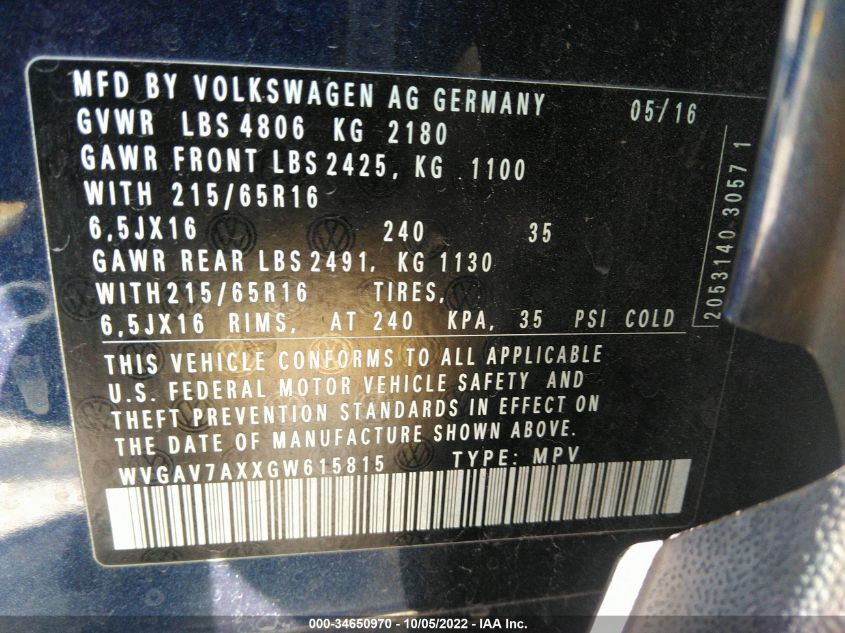 MFD BY VOLKSWAGEN AG GERMANY 05/16
GVWR LBS 4806 KG 2180
GAWR FRONT LBS 2425, KG 1100
WITH 215/65R16
6,5JX16 240 35
GAWR REAR LBS 2491, KG 1130
WITH215/65R16 TIRES,
6,5JX16 RIMS, AT 240 KPA, 35 PSI COLD
THIS VEHICLE CONFORMS TO ALL APPLICABLE
U.S. FEDERAL MOTOR VEHICLE SAFETY AND
THEFT PREVENTION STANDARDS IN EFFECT ON
THE DATE OF MANUFACTURE SHOWN ABOVE.
WVGAV7AXXGW615815 TYPE: MPV
2053140 3057 1
000-34650970 - 10/05/2022 - IAA Inc.